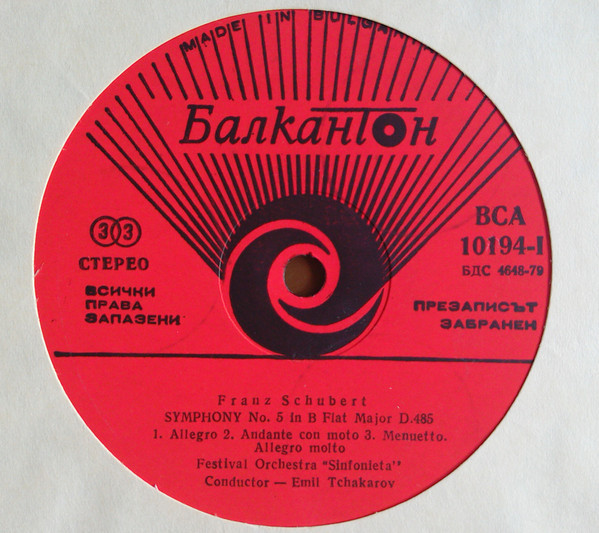 MADE IN BULGARIA
Балкантон
33
СТЕРЕО
ВСИЧКИ
ПРАВА
ЗАПАЗЕНИ
ВСА
10194-I
БДС 4648-79
ПРЕЗАПИСЪТ
ЗАБРАНЕН
Franz Schubert
SYMPHONY No. 5 in B Flat Major D.485
1. Allegro 2. Andante con moto 3. Menuetto.
Allegro molto
Festival Orchestra "Sinfonieta"
Conductor — Emil Tchakarov